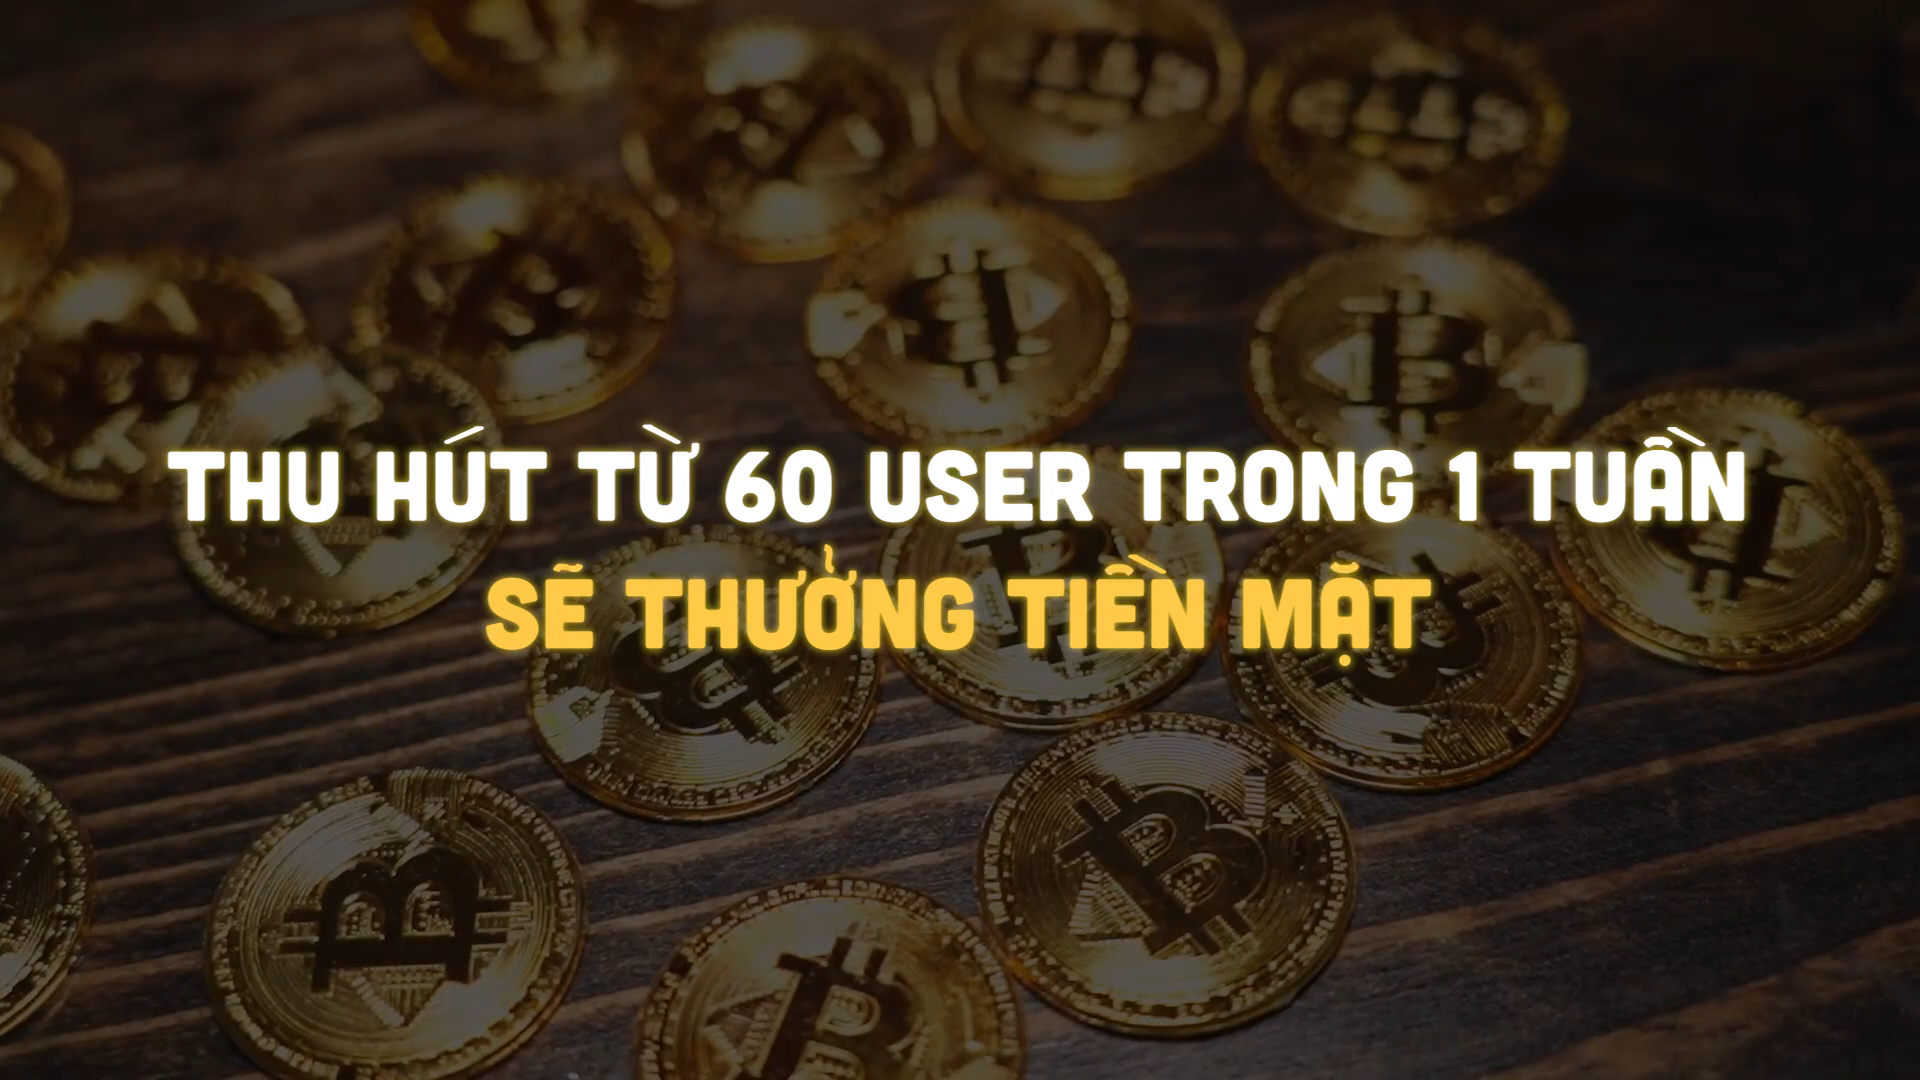 THU HÚT TỪ 60 USER TRONG 1 TUẦN
SẼ THƯỞNG TIỀN MẶT